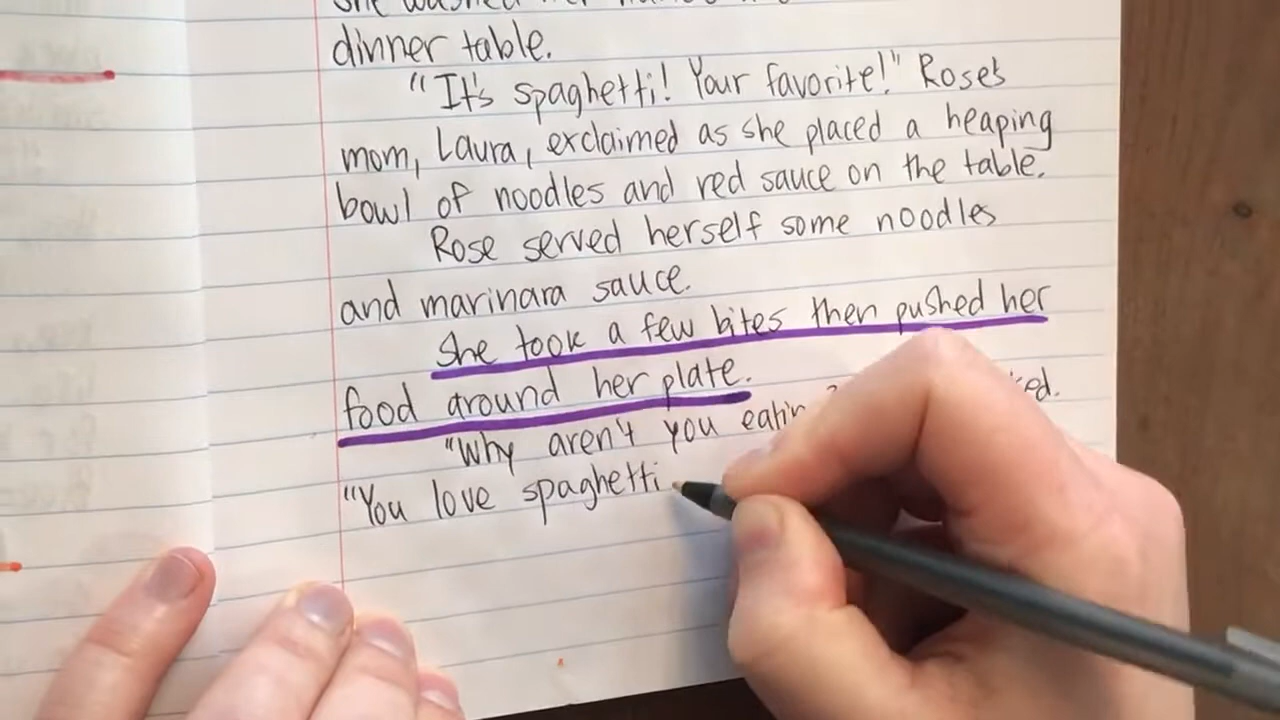 dinner table.
"It's spaghetti! Your favorite!" Rose's
mom, Laura, exclaimed as she placed a heaping
bowl of noodles and red sauce on the table.
Rose served herself some noodles
and marinara sauce.
She took a few bites then pushed her
food around her plate.
"Why aren't you
"You love spaghetti